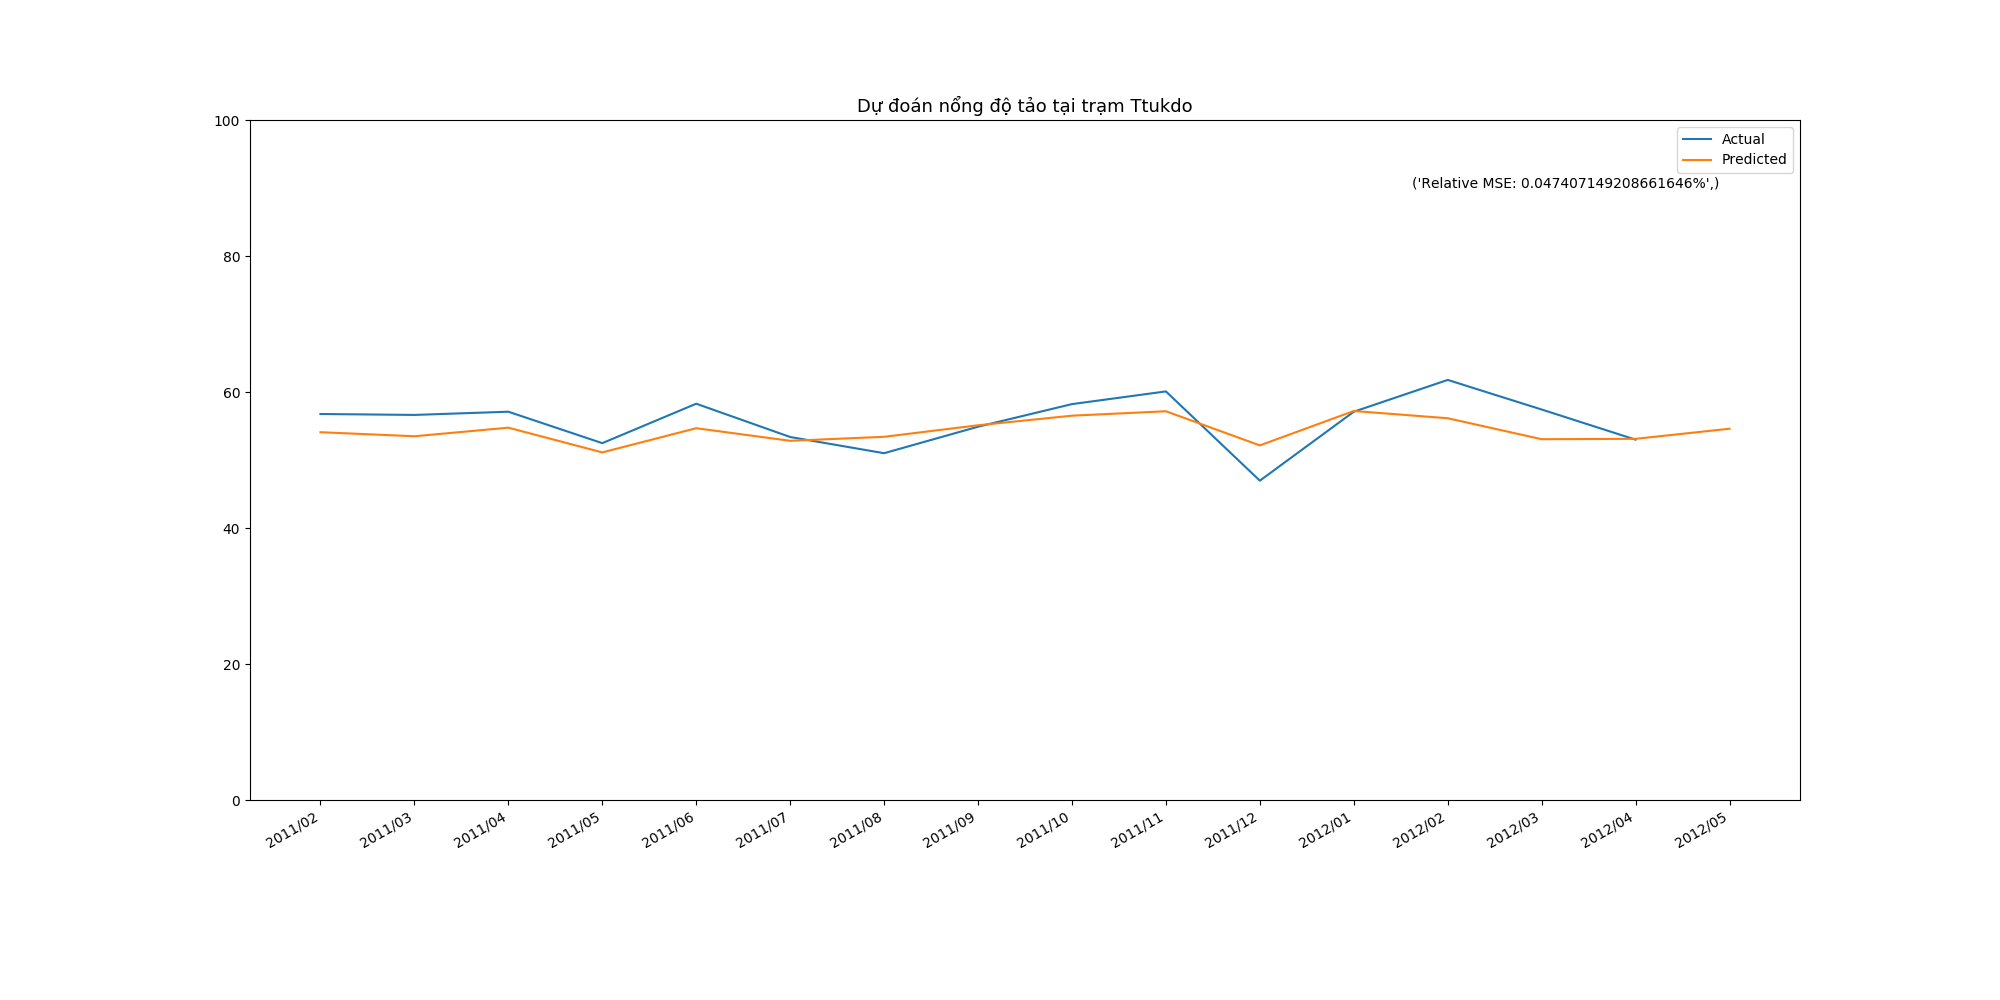 Dự đoán nổng độ tảo tại trạm Ttukdo
100
Actual
Predicted
('Relative MSE: 0.047407149208661646%',)
80
60
40
20
0
2011/02 2011/03 2011/04 2011/05 2011/06 2011/07 2011/08 2011/09 2011/10 2011/11 2011/12 2012/01 2012/02 2012/03 2012/04 2012/05